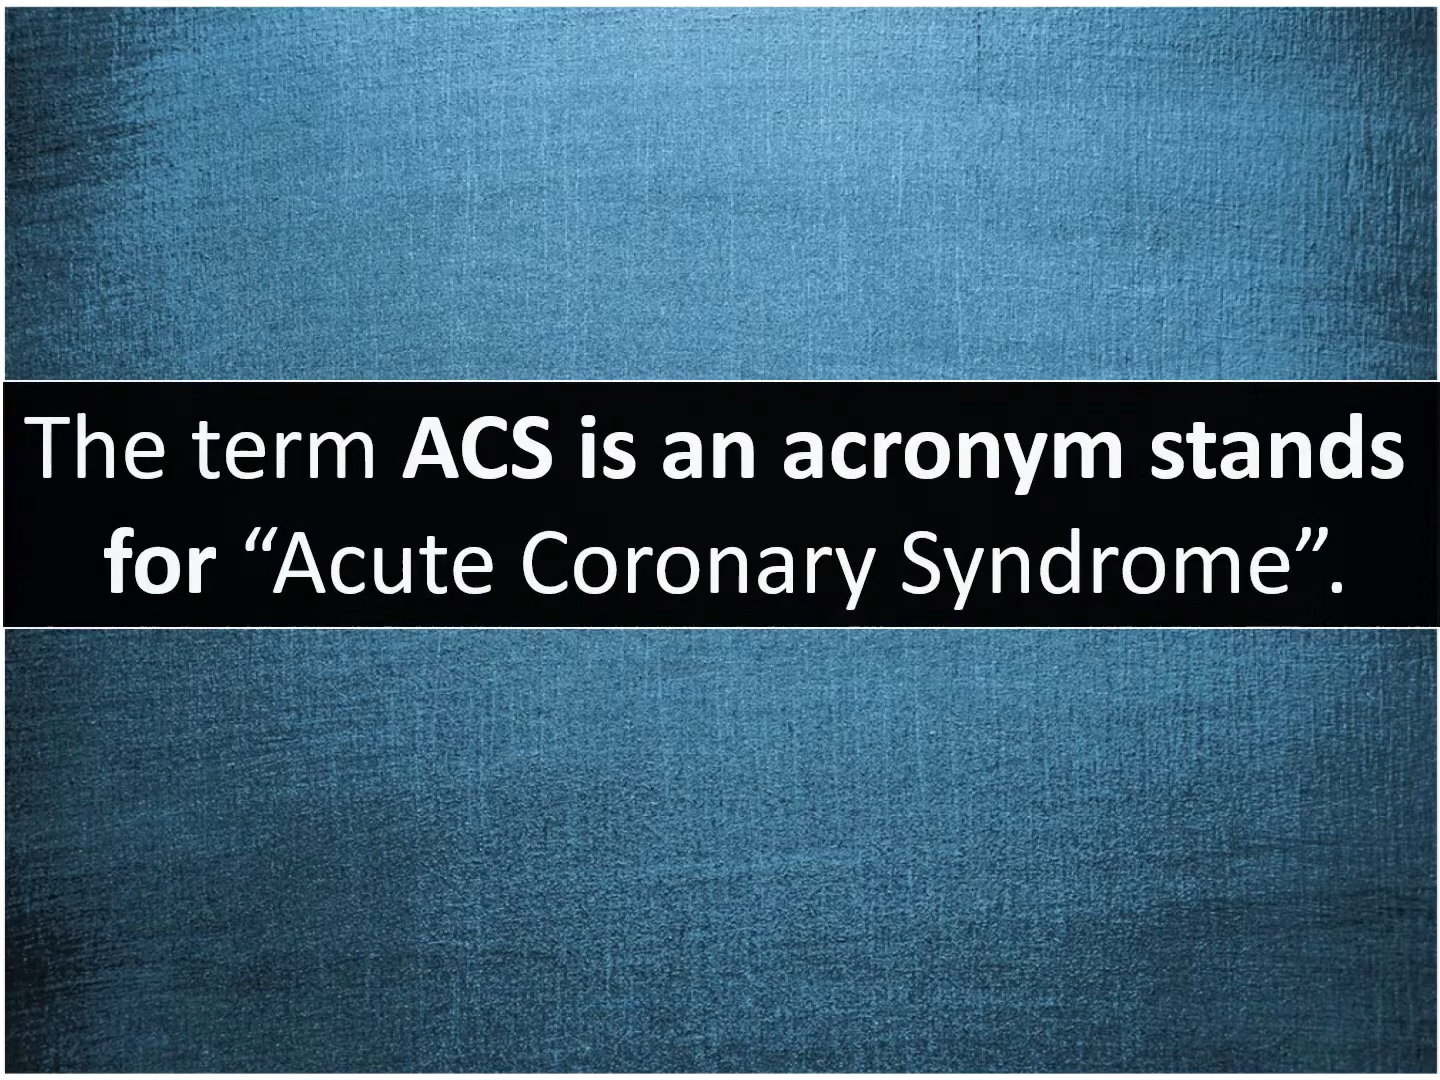 The term ACS is an acronym stands
for “Acute Coronary Syndrome”.